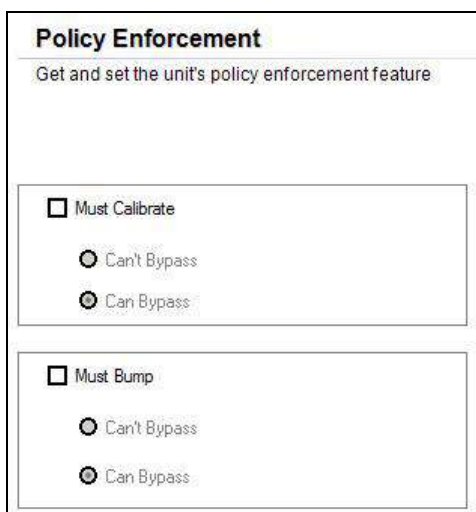 Policy Enforcement
Get and set the unit's policy enforcement feature
Must Calibrate
Can't Bypass
Can Bypass
Must Bump
Can't Bypass
Can Bypass